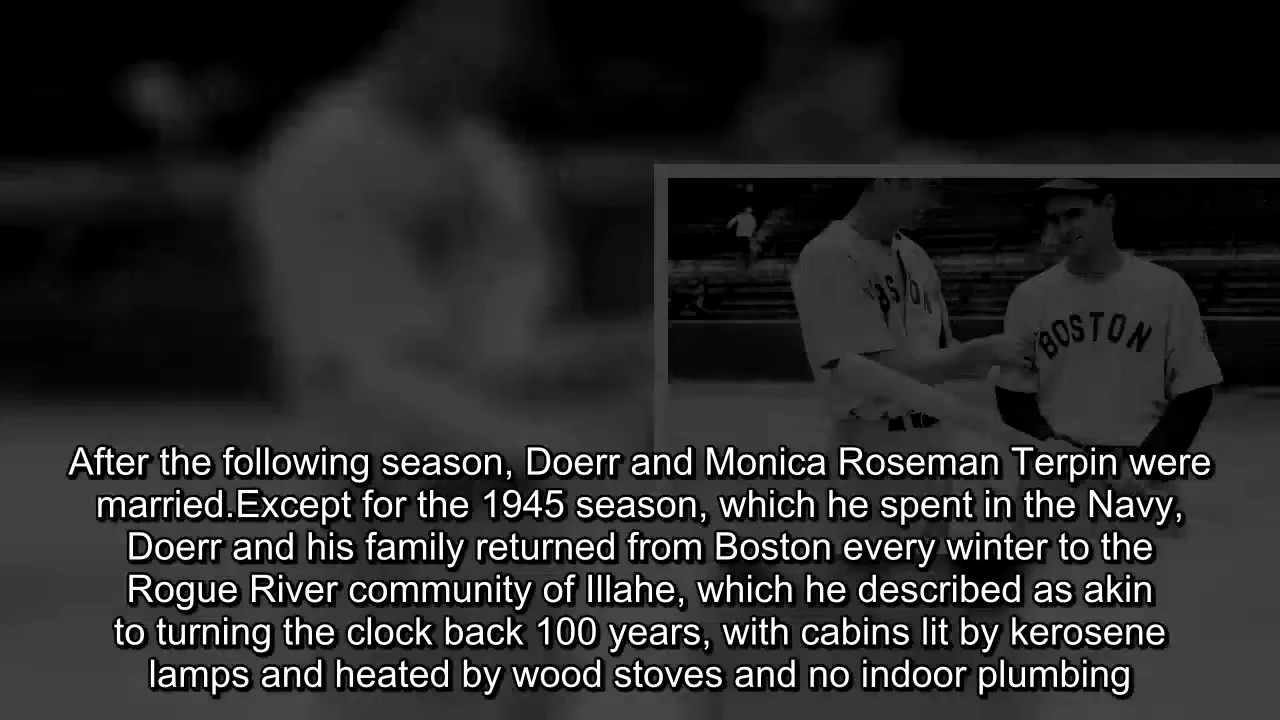 BOSTON
BOSTON
After the following season, Doerr and Monica Roseman Terpin were
married.Except for the 1945 season, which he spent in the Navy,
Doerr and his family returned from Boston every winter to the
Rogue River community of Illahe, which he described as akin
to turning the clock back 100 years, with cabins lit by kerosene
lamps and heated by wood stoves and no indoor plumbing